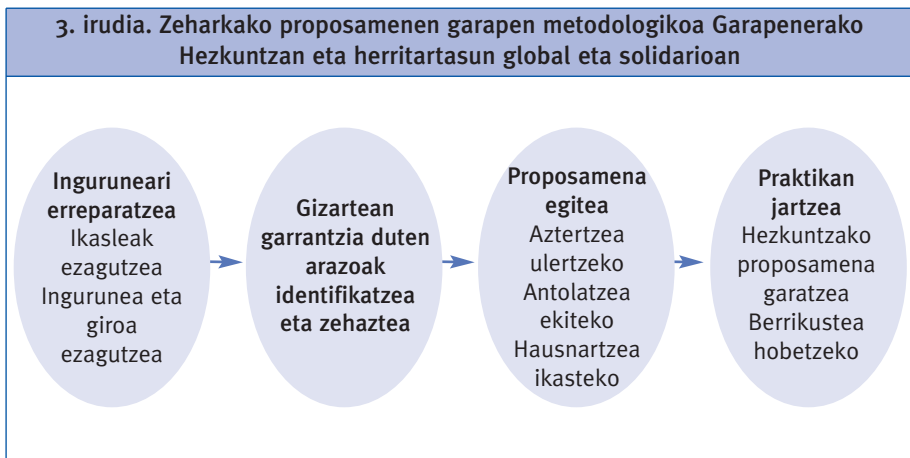 3. irudia. Zeharkako proposamenen garapen metodologikoa Garapenerako
Hezkuntzan eta herritartasun global eta solidarioan
Inguruneari
erreparatzea
Ikasleak
ezagutzea
Ingurunea eta
giroa
ezagutzea
Gizartean
garrantzia duten
arazoak
identifikatzea
eta zehaztea
Proposamena
egitea
Aztertzea
ulertzeko
Antolatzea
ekiteko
Hausnartzea
ikasteko
Praktikan
jartzea
Hezkuntzako
proposamena
garatzea
Berrikustea
hobetzeko